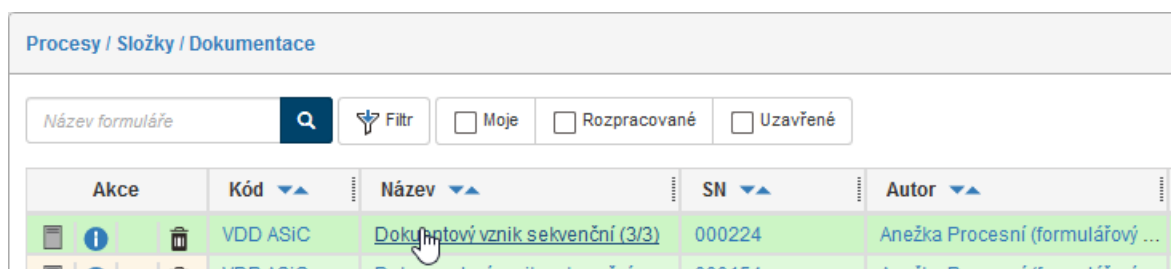 Procesy / Složky / Dokumentace
Název formuláře Filtr Moje Rozpracované Uzavřené
Akce Kód Název SN Autor
VDD ASiC Dokumentový vznik sekvenční (3/3) 000224 Anežka Procesní (formulářový ...